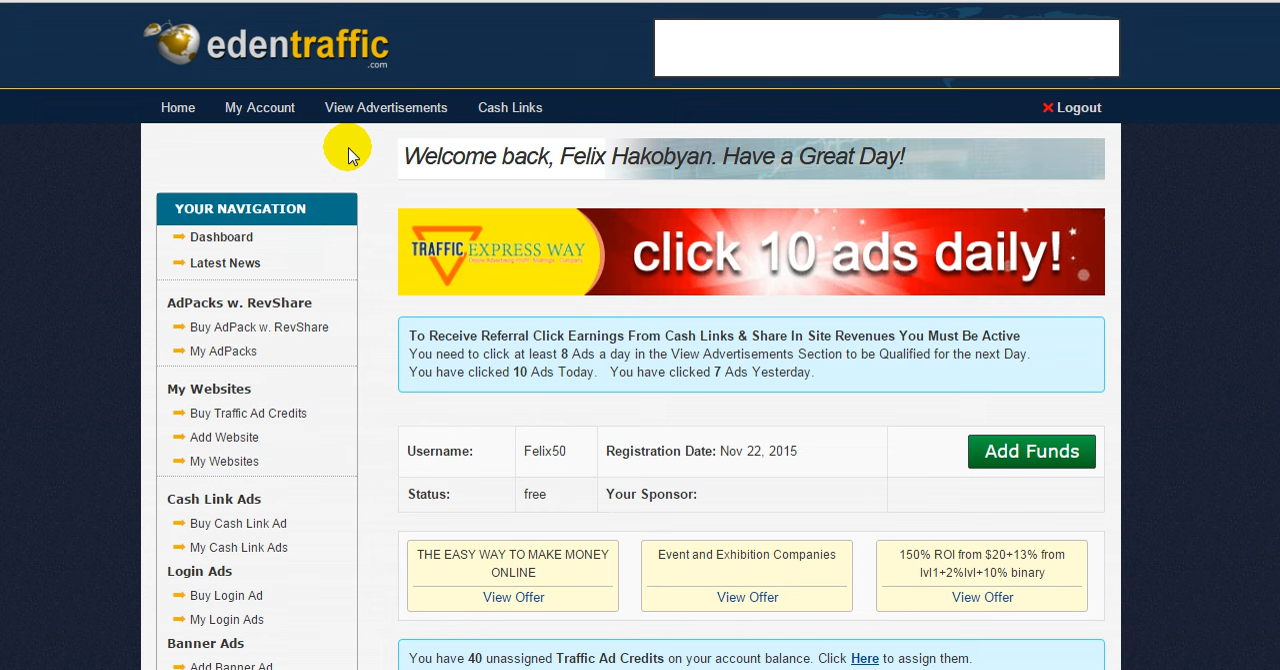 edentraffic
.com
Home My Account View Advertisements Cash Links Logout
Welcome back, Felix Hakobyan. Have a Great Day!
YOUR NAVIGATION
Dashboard
Latest News
AdPacks w. RevShare
Buy AdPack w. RevShare
My AdPacks
My Websites
Buy Traffic Ad Credits
Add Website
My Websites
Cash Link Ads
Buy Cash Link Ad
My Cash Link Ads
Login Ads
Buy Login Ad
My Login Ads
Banner Ads
Add Banner Ad
TRAFFIC EXPRESS WAY
click 10 ads daily!
To Receive Referral Click Earnings From Cash Links & Share In Site Revenues You Must Be Active
You need to click at least 8 Ads a day in the View Advertisements Section to be Qualified for the next Day.
You have clicked 10 Ads Today. You have clicked 7 Ads Yesterday.
Username: Felix50 Registration Date: Nov 22, 2015 Add Funds
Status: free Your Sponsor:
THE EASY WAY TO MAKE MONEY
ONLINE
View Offer
Event and Exhibition Companies
View Offer
150% ROI from $20+13% from
lvl1+2%lvl+10% binary
View Offer
You have 40 unassigned Traffic Ad Credits on your account balance. Click Here to assign them.